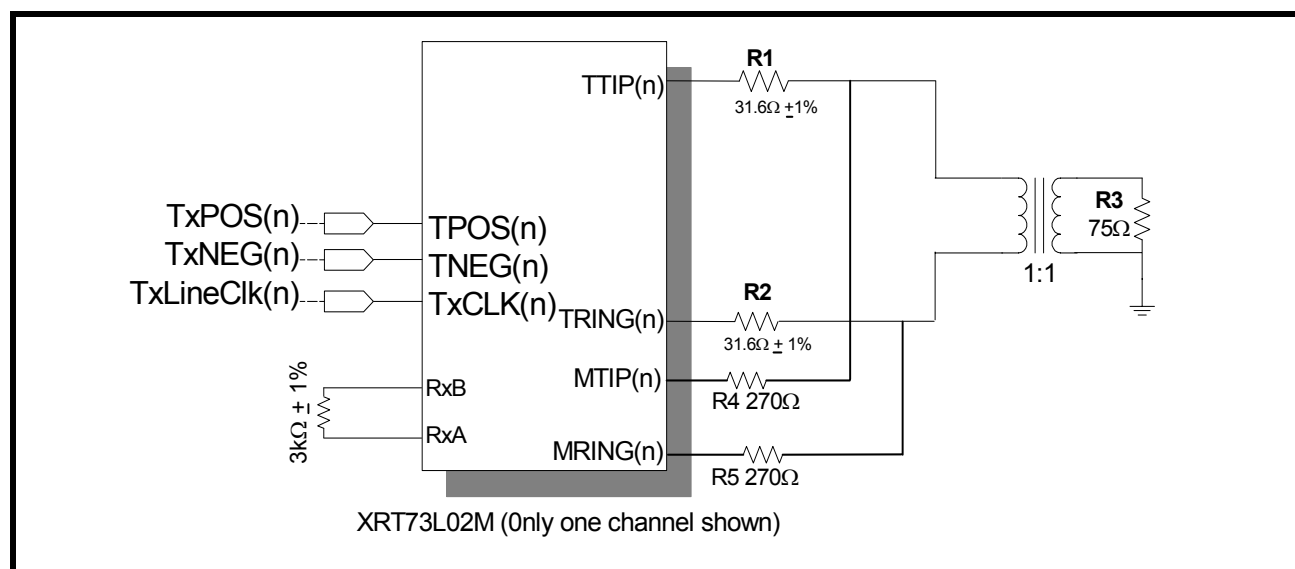 R1
TTIP(n)
31.6Ω ±1%
TxPOS(n)
TPOS(n)
TxNEG(n)
TNEG(n)
TxLineClk(n)
TxCLK(n)
R3
75Ω
1:1
R2
TRING(n)
31.6Ω ± 1%
MTIP(n)
R4 270Ω
3kΩ ± 1%
RxB
RxA
MRING(n)
R5 270Ω
XRT73L02M (0nly one channel shown)